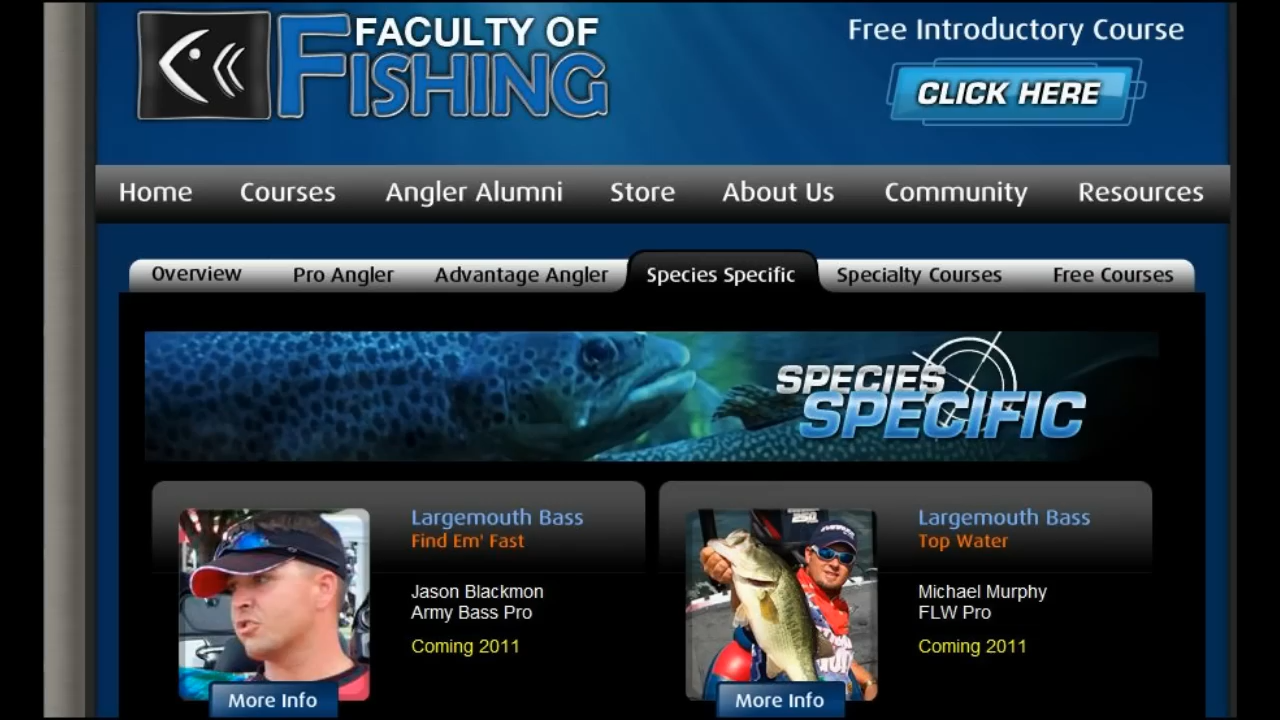 FACULTY OF
FISHING
Free Introductory Course
CLICK HERE
Home Courses Angler Alumni Store About Us Community Resources
Overview Pro Angler Advantage Angler Species Specific Specialty Courses Free Courses
SPECIES
SPECIFIC
Largemouth Bass
Find Em' Fast
Jason Blackmon
Army Bass Pro
Coming 2011
More Info
250
Largemouth Bass
Top Water
Michael Murphy
FLW Pro
Coming 2011
More Info